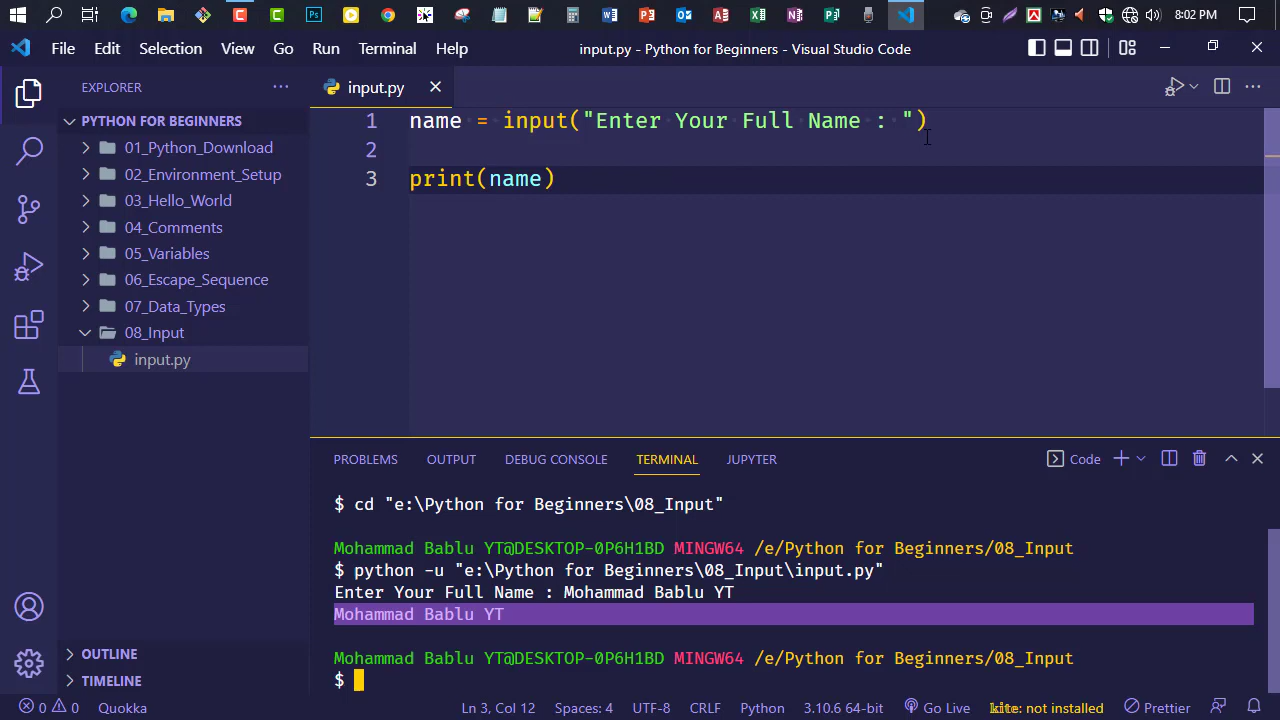 8:02 PM
File Edit Selection View Go Run Terminal Help
input.py - Python for Beginners - Visual Studio Code
EXPLORER
input.py
PYTHON FOR BEGINNERS
01_Python_Download
02_Environment_Setup
03_Hello_World
04_Comments
05_Variables
06_Escape_Sequence
07_Data_Types
08_Input
input.py
OUTLINE
TIMELINE
1 name = input("Enter Your Full Name : ")
2
3 print(name)
PROBLEMS OUTPUT DEBUG CONSOLE TERMINAL JUPYTER
Code
$ cd "e:\Python for Beginners\08_Input"
Mohammad Bablu YT@DESKTOP-0P6H1BD MINGW64 /e/Python for Beginners/08_Input
$ python -u "e:\Python for Beginners\08_Input\input.py"
Enter Your Full Name : Mohammad Bablu YT
Mohammad Bablu YT
Mohammad Bablu YT@DESKTOP-0P6H1BD MINGW64 /e/Python for Beginners/08_Input
$
0 0 Quokka Ln 3, Col 12 Spaces: 4 UTF-8 CRLF Python 3.10.6 64-bit Go Live kite: not installed Prettier